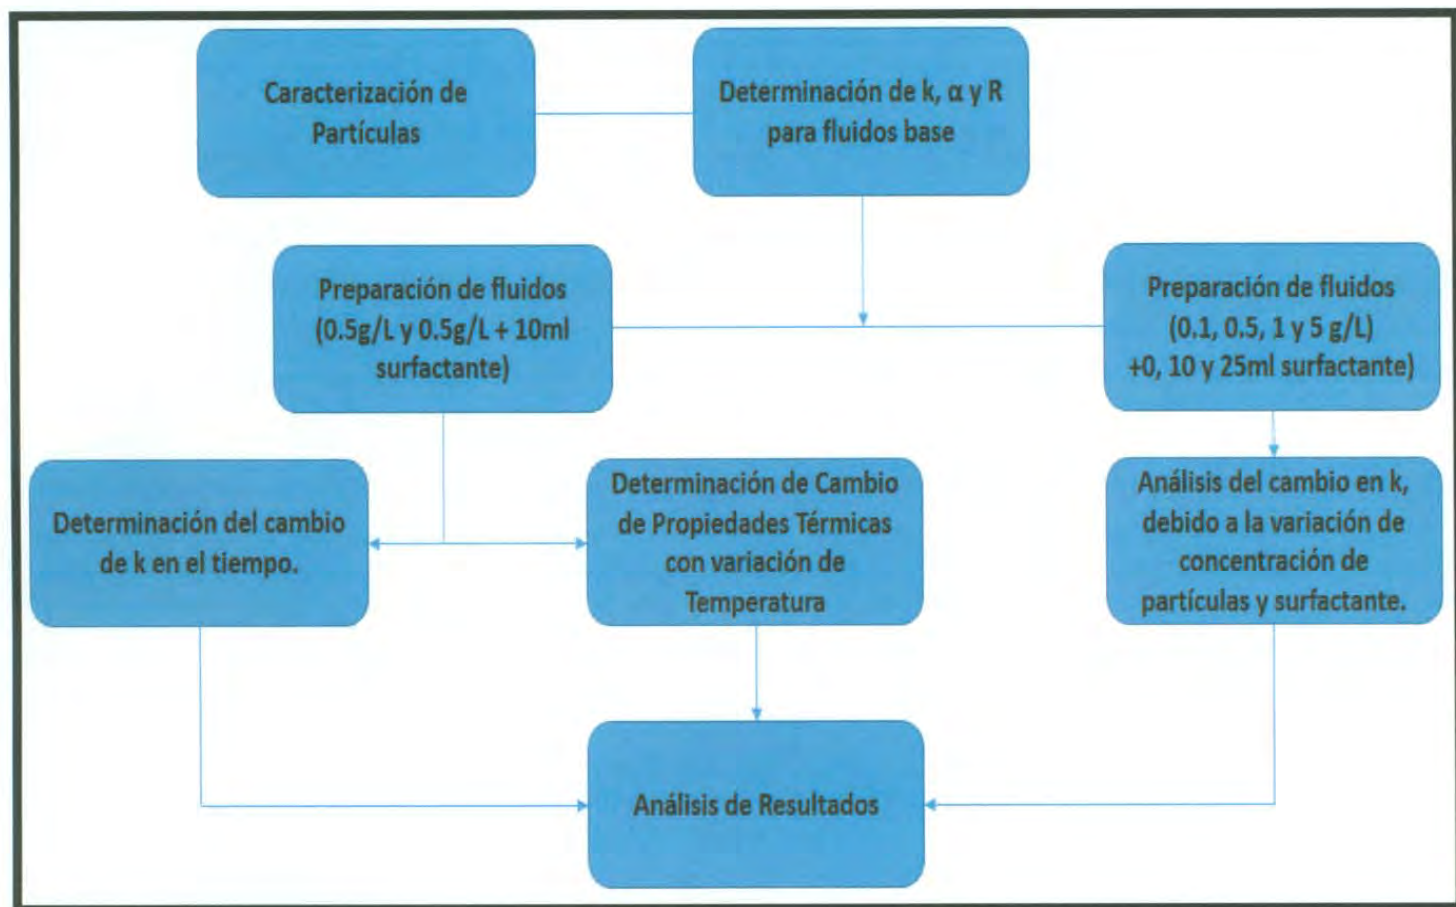 Caracterización de
Partículas
Determinación de k, α y R
para fluidos base
Preparación de fluidos
(0.5g/L y 0.5g/L + 10ml
surfactante)
Preparación de fluidos
(0.1, 0.5, 1 y 5 g/L)
+0, 10 y 25ml surfactante)
Determinación del cambio
de k en el tiempo.
Determinación de Cambio
de Propiedades Térmicas
con variación de
Temperatura
Análisis del cambio en k,
debido a la variación de
concentración de
partículas y surfactante.
Análisis de Resultados